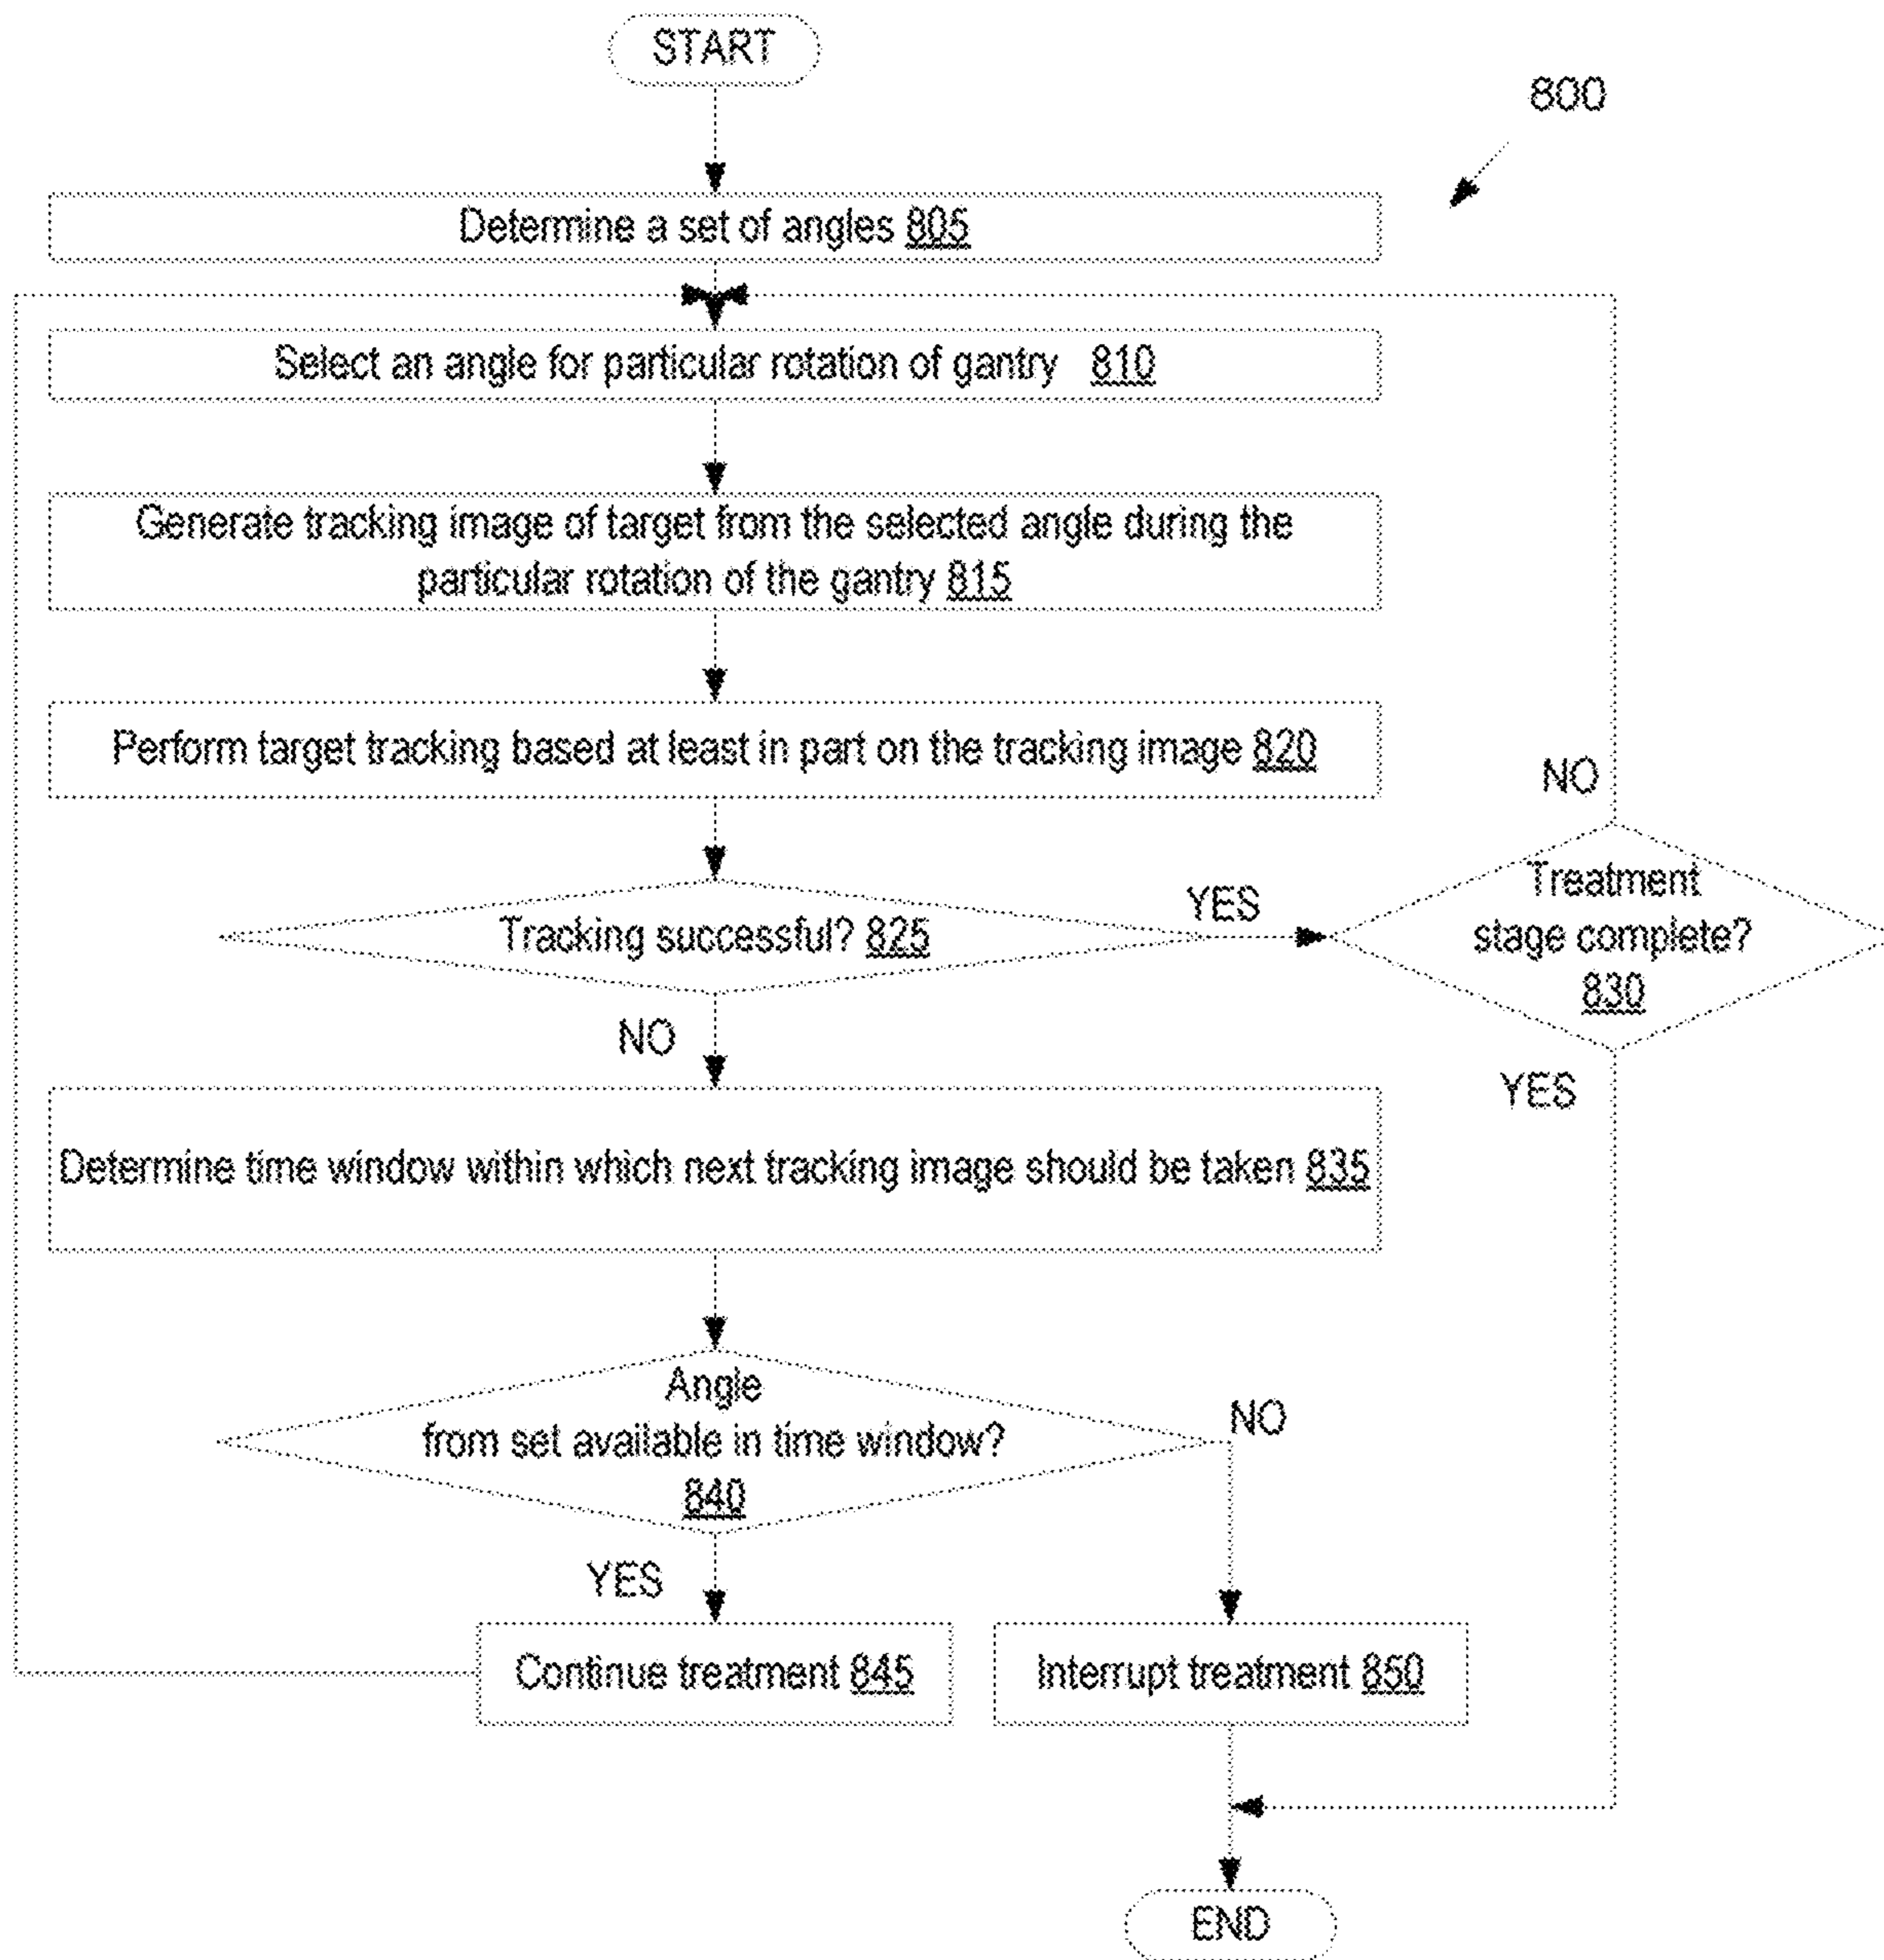 START
800
Determine a set of angles 805
Select an angle for particular rotation of gantry 810
Generate tracking image of target from the selected angle during the
particular rotation of the gantry 815
Perform target tracking based at least in part on the tracking image 820
NO
Treatment
stage complete?
830
YES
Tracking successful? 825
NO
YES
Determine time window within which next tracking image should be taken 835
Angle
from set available in time window?
840
NO
YES
Continue treatment 845
Interrupt treatment 850
END